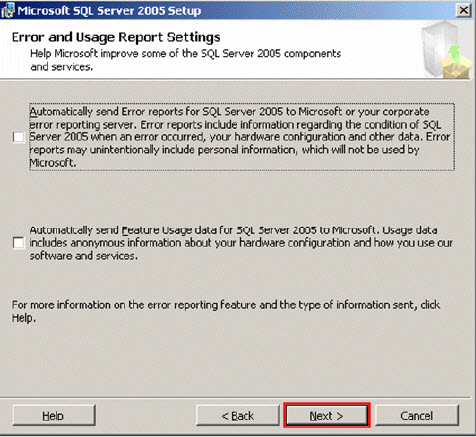 Microsoft SQL Server 2005 Setup
Error and Usage Report Settings
Help Microsoft improve some of the SQL Server 2005 components
and services.
Automatically send Error reports for SQL Server 2005 to Microsoft or your corporate
error reporting server. Error reports include information regarding the condition of SQL
Server 2005 when an error occurred, your hardware configuration and other data. Error
reports may unintentionally include personal information, which will not be used by
Microsoft.
Automatically send Feature Usage data for SQL Server 2005 to Microsoft. Usage data
includes anonymous information about your hardware configuration and how you use our
software and services.
For more information on the error reporting feature and the type of information sent, click
Help.
Help
< Back
Next >
Cancel